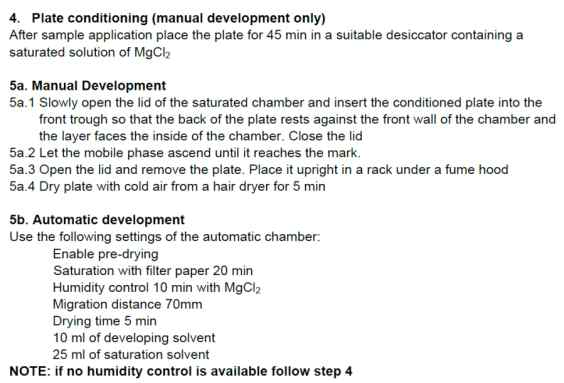 4. Plate conditioning (manual development only)
After sample application place the plate for 45 min in a suitable desiccator containing a
saturated solution of MgCl₂
5a. Manual Development
5a.1 Slowly open the lid of the saturated chamber and insert the conditioned plate into the
front trough so that the back of the plate rests against the front wall of the chamber and
the layer faces the inside of the chamber. Close the lid
5a.2 Let the mobile phase ascend until it reaches the mark.
5a.3 Open the lid and remove the plate. Place it upright in a rack under a fume hood
5a.4 Dry plate with cold air from a hair dryer for 5 min
5b. Automatic development
Use the following settings of the automatic chamber:
Enable pre-drying
Saturation with filter paper 20 min
Humidity control 10 min with MgCl₂
Migration distance 70mm
Drying time 5 min
10 ml of developing solvent
25 ml of saturation solvent
NOTE: if no humidity control is available follow step 4